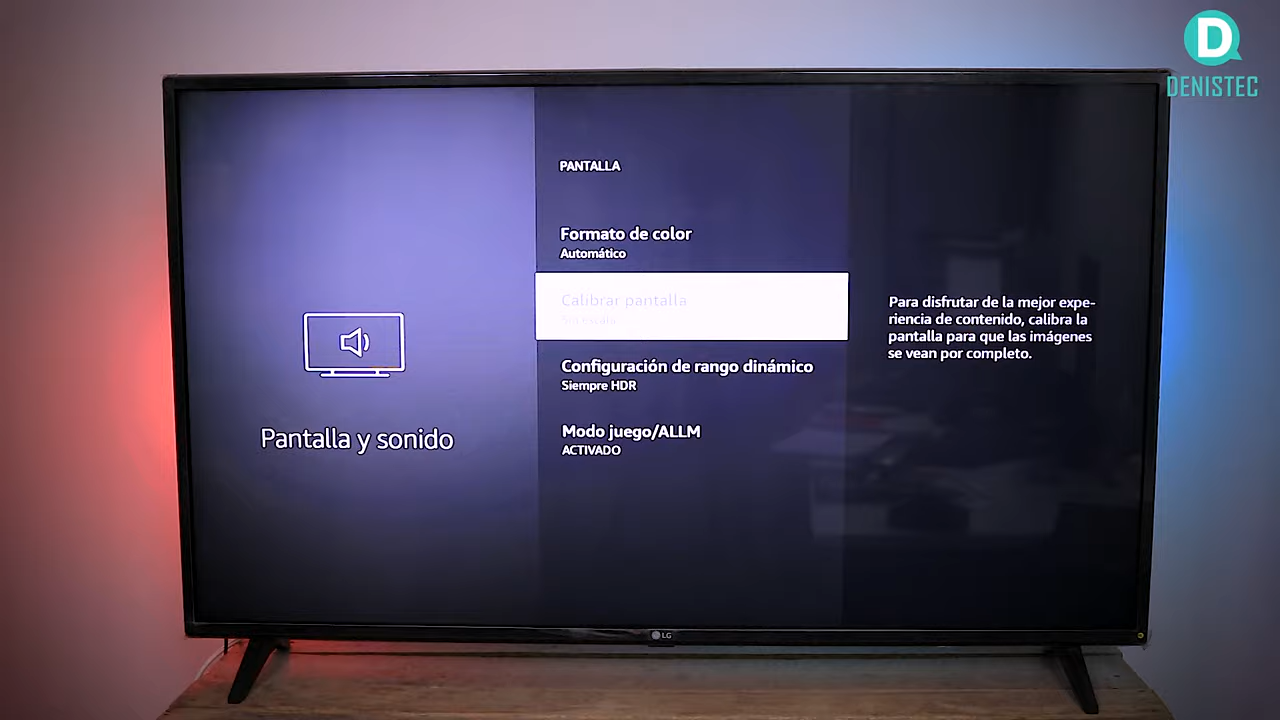 D
DENISTEC
PANTALLA
Formato de color
Automático
Calibrar pantalla
Configuración de rango dinámico
Siempre HDR
Modo juego/ALLM
ACTIVADO
Pantalla y sonido
Para disfrutar de la mejor expe-
riencia de contenido, calibra la
pantalla para que las imágenes
se vean por completo.
LG